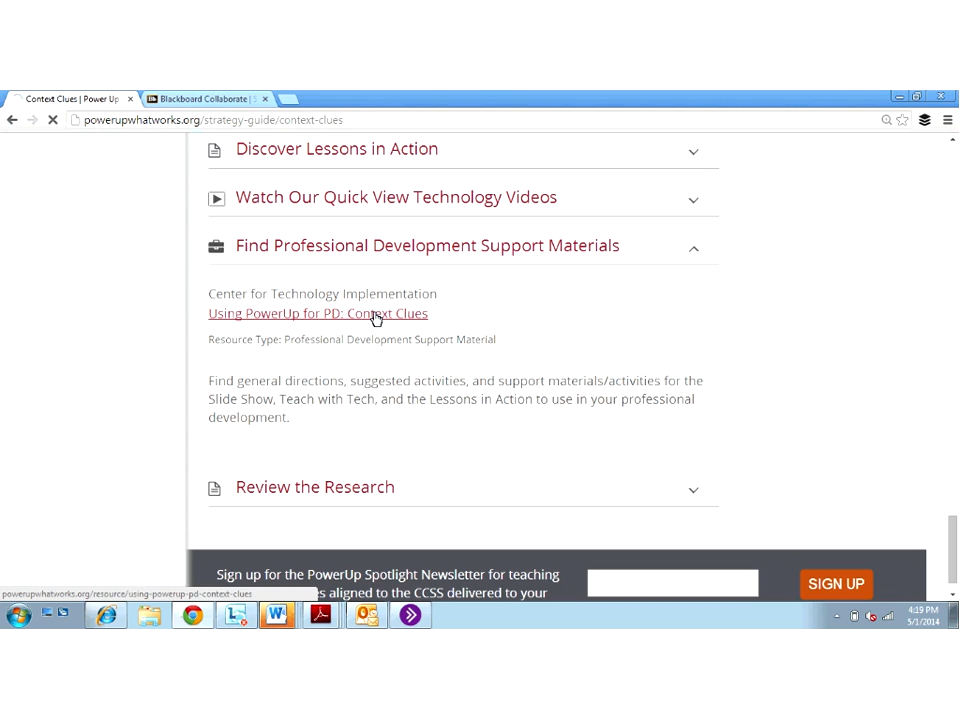 Context Clues | Power Up
Blackboard Collaborate |
powerupwhatworks.org/strategy-guide/context-clues
Discover Lessons in Action
Watch Our Quick View Technology Videos
Find Professional Development Support Materials
Center for Technology Implementation
Using PowerUp for PD: Context Clues
Resource Type: Professional Development Support Material
Find general directions, suggested activities, and support materials/activities for the
Slide Show, Teach with Tech, and the Lessons in Action to use in your professional
development.
Review the Research
Sign up for the PowerUp Spotlight Newsletter for teaching
es aligned to the CCSS delivered to your
SIGN UP
powerupwhatworks.org/resource/using-powerup-pd-context-clues
4:19 PM
5/1/2014